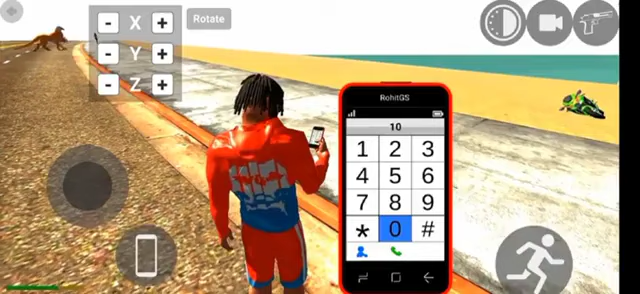 - X +
Rotate
- Y +
- Z +
RohitGS
10
1 2 3
4 5 6
7 8 9
* 0 #